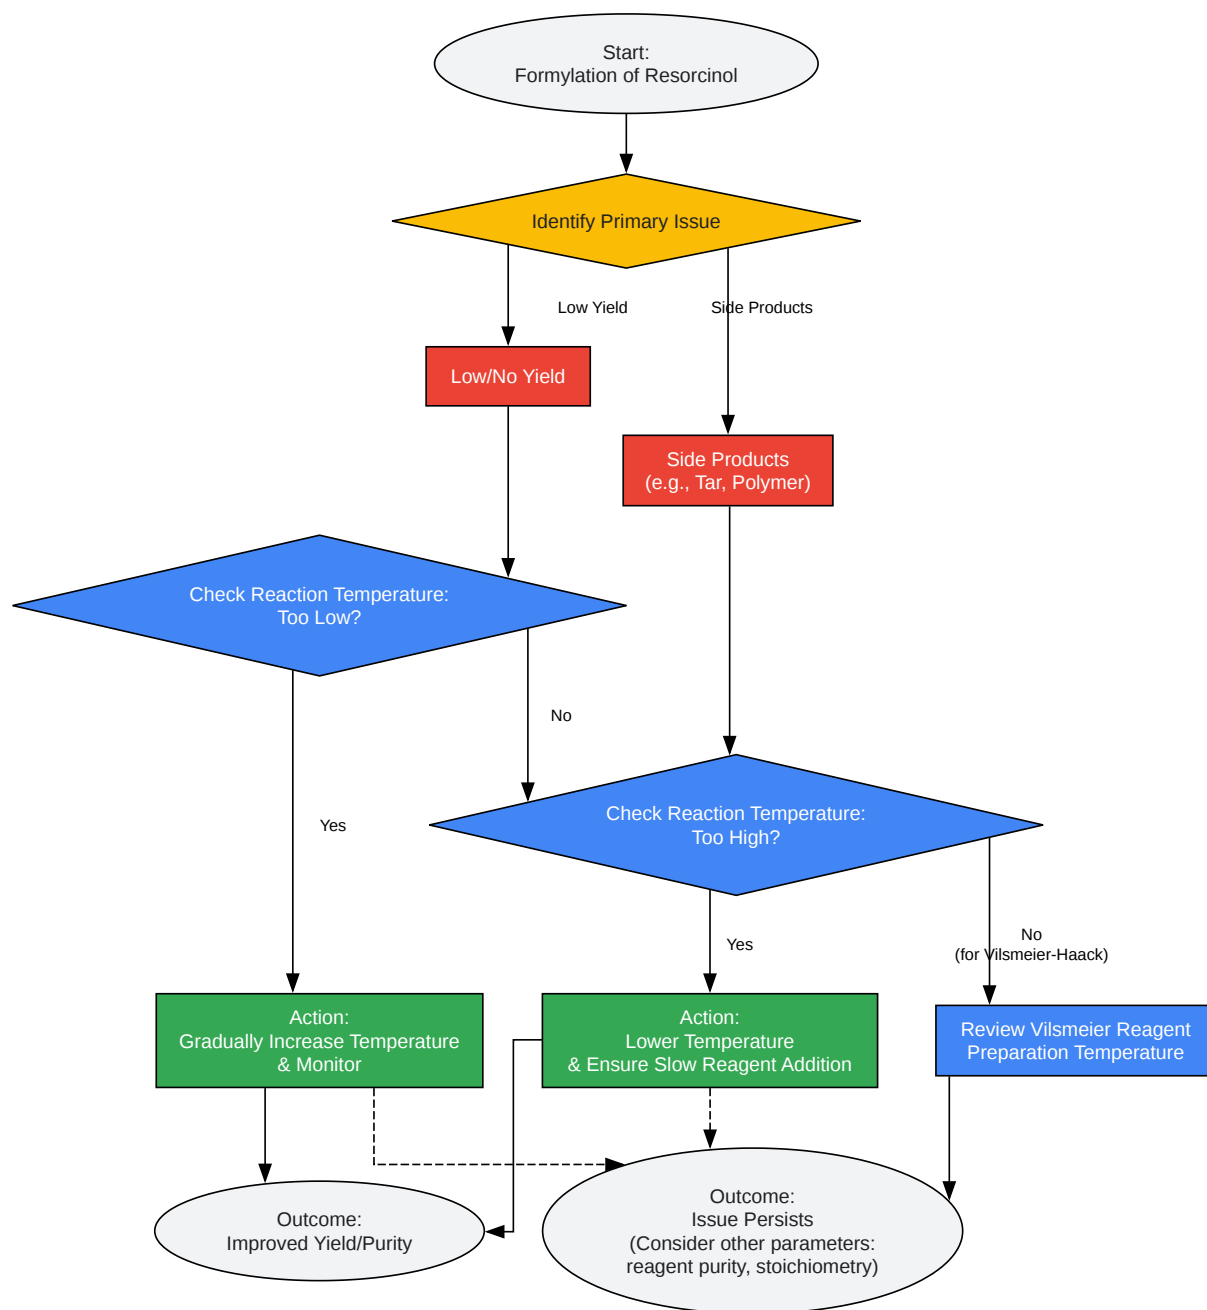 Start:
Formylation of Resorcinol
Identify Primary Issue
Low Yield
Side Products
Low/No Yield
Side Products
(e.g., Tar, Polymer)
Check Reaction Temperature:
Too Low?
No
Check Reaction Temperature:
Too High?
Yes
Yes
No
(for Vilsmeier-Haack)
Action:
Gradually Increase Temperature
& Monitor
Action:
Lower Temperature
& Ensure Slow Reagent Addition
Review Vilsmeier Reagent
Preparation Temperature
Outcome:
Improved Yield/Purity
Outcome:
Issue Persists
(Consider other parameters:
reagent purity, stoichiometry)